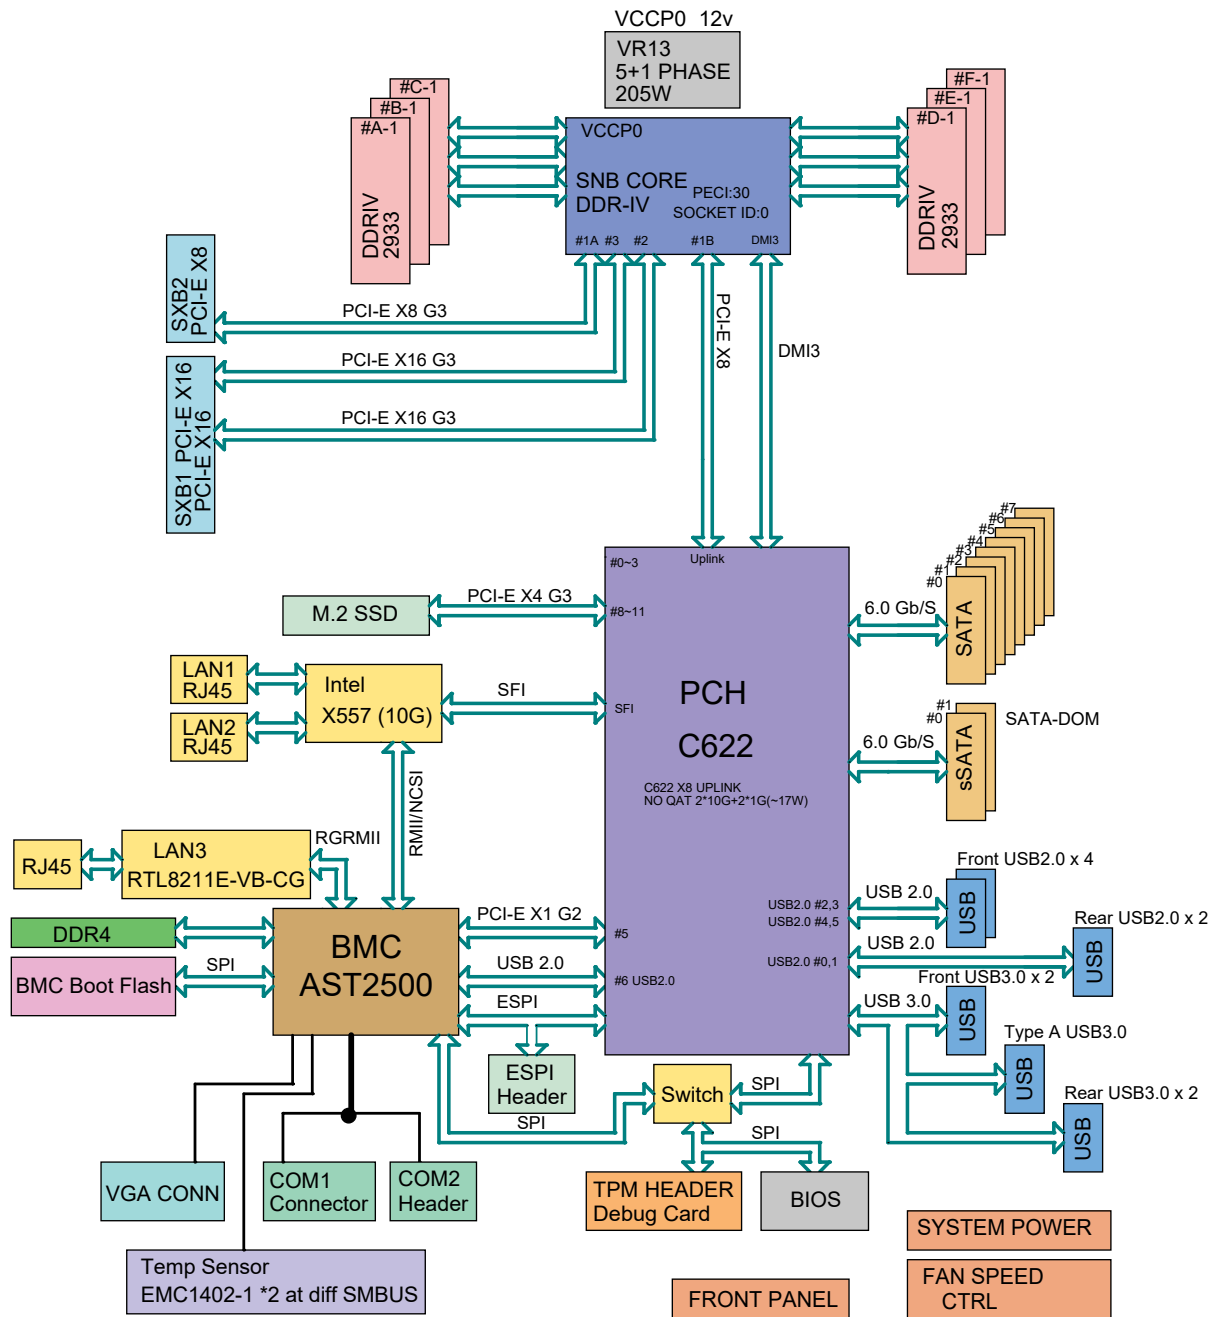 VCCP0 12v
VR13
5+1 PHASE
205W
#C-1
#B-1
#A-1
DDRIV
2933
#F-1
#E-1
#D-1
DDRIV
2933
VCCP0
SNB CORE
DDR-IV
PECI:30
SOCKET ID:0
#1A #3 #2 #1B DMI3
SXB2
PCI-E X8
PCI-E X8 G3
SXB1 PCI-E X16
PCI-E X16
PCI-E X16 G3
PCI-E X16 G3
PCI-E X8
DMI3
Uplink
#0~3
#8~11
M.2 SSD
PCI-E X4 G3
LAN1
RJ45
LAN2
RJ45
Intel
X557 (10G)
SFI
SFI
PCH
C622
C622 X8 UPLINK
NO QAT 2*10G+2*1G(~17W)
#7
#6
#5
#4
#3
#2
#1
#0
6.0 Gb/S
SATA
#1
#0
SATA-DOM
6.0 Gb/S
sSATA
RMII/NCSI
RGRMII
RJ45
LAN3
RTL8211E-VB-CG
DDR4
BMC Boot Flash
SPI
BMC
AST2500
PCI-E X1 G2
#5
USB 2.0
#6 USB2.0
ESPI
ESPI
Header
USB2.0 #2,3
USB2.0 #4,5
USB2.0 #0,1
Front USB2.0 x 4
USB 2.0
USB
Rear USB2.0 x 2
USB 2.0
USB
Front USB3.0 x 2
USB 3.0
USB
Type A USB3.0
USB
Rear USB3.0 x 2
USB
Switch
SPI
SPI
SPI
VGA CONN
COM1
Connector
COM2
Header
TPM HEADER
Debug Card
BIOS
Temp Sensor
EMC1402-1 *2 at diff SMBUS
SYSTEM POWER
FAN SPEED
CTRL
FRONT PANEL